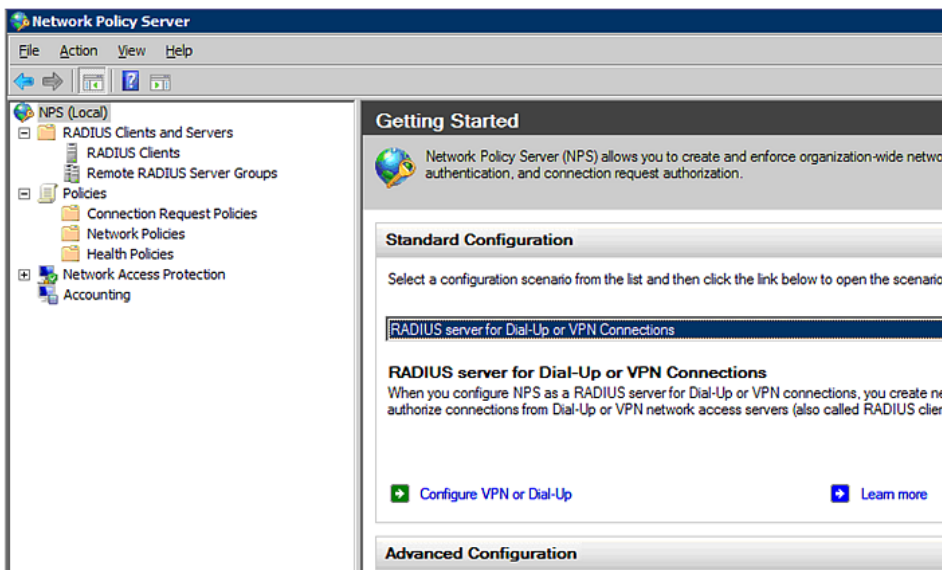 Network Policy Server
File Action View Help
NPS (Local)
RADIUS Clients and Servers
RADIUS Clients
Remote RADIUS Server Groups
Policies
Connection Request Policies
Network Policies
Health Policies
Network Access Protection
Accounting
Getting Started
Network Policy Server (NPS) allows you to create and enforce organization-wide
authentication, and connection request authorization.
Standard Configuration
Select a configuration scenario from the list and then click the link below to open the scenario
RADIUS server for Dial-Up or VPN Connections
RADIUS server for Dial-Up or VPN Connections
When you configure NPS as a RADIUS server for Dial-Up or VPN connections, you create
authorize connections from Dial-Up or VPN network access servers (also called RADIUS
Configure VPN or Dial-Up Learn more
Advanced Configuration